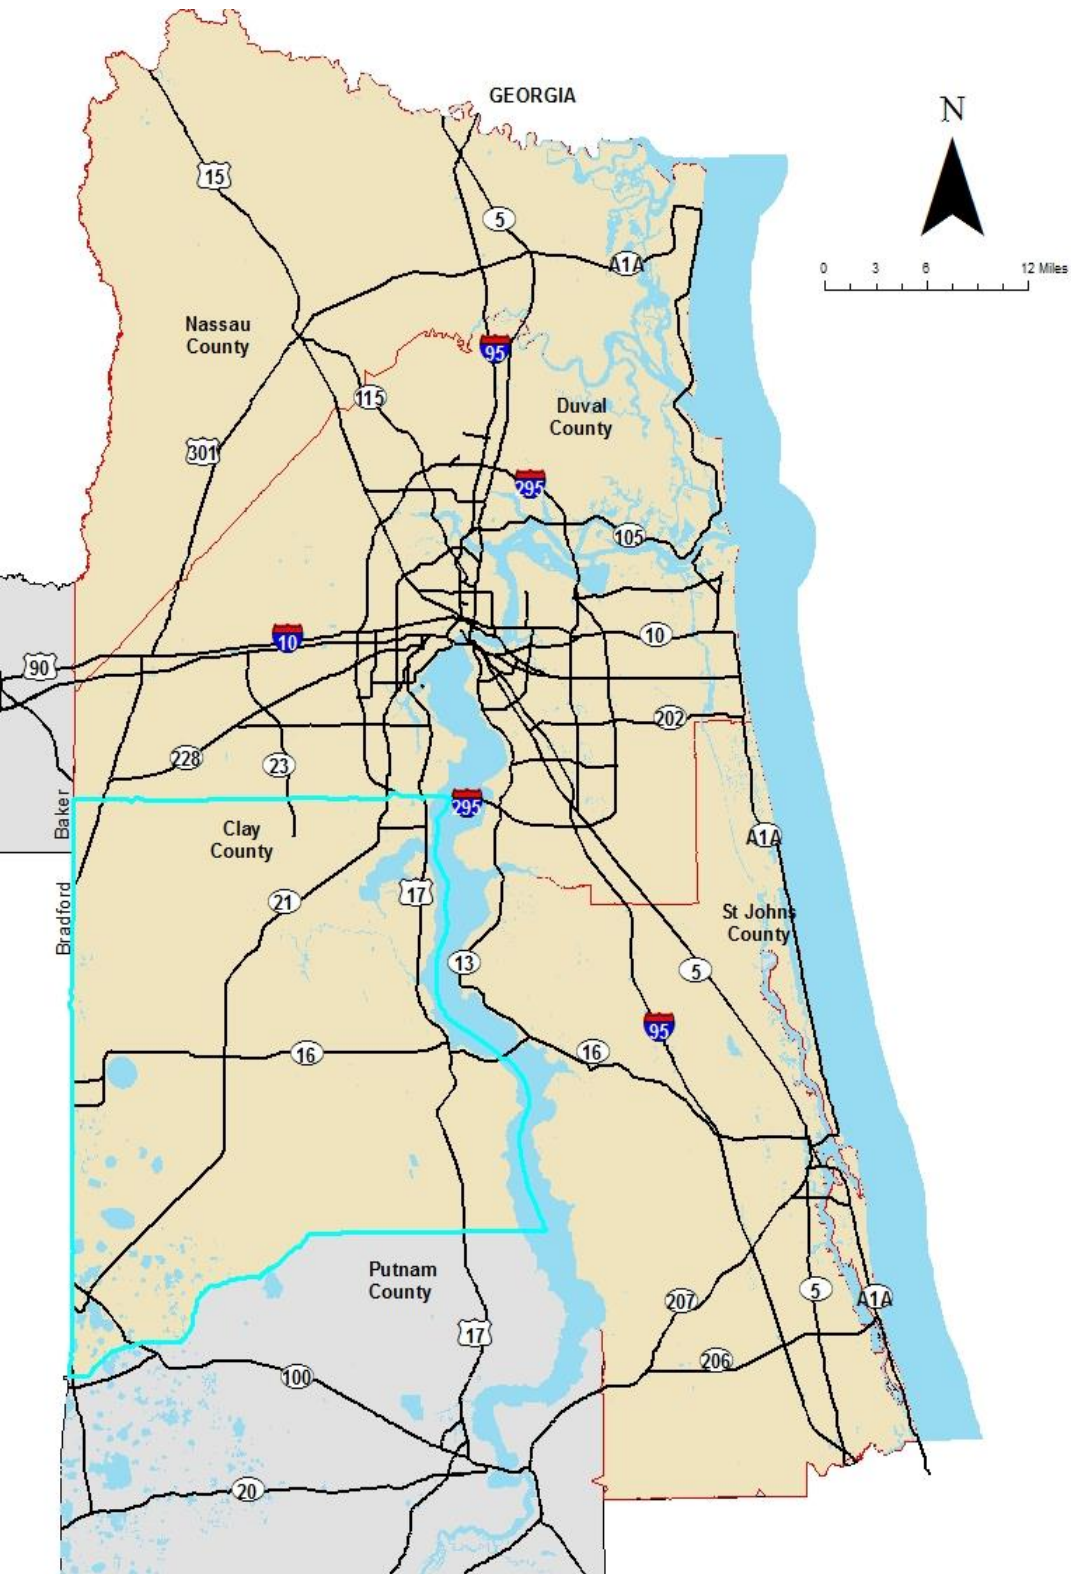 GEORGIA
N
15
5
0 3 6 12 Miles
A1A
Nassau
County
95
115
Duval
County
301
295
105
10
10
90
202
228
23
295
Baker
Clay
County
A1A
21
17
Bradford
St Johns
County
13
5
95
16
16
Putnam
County
207
5
A1A
17
206
100
20